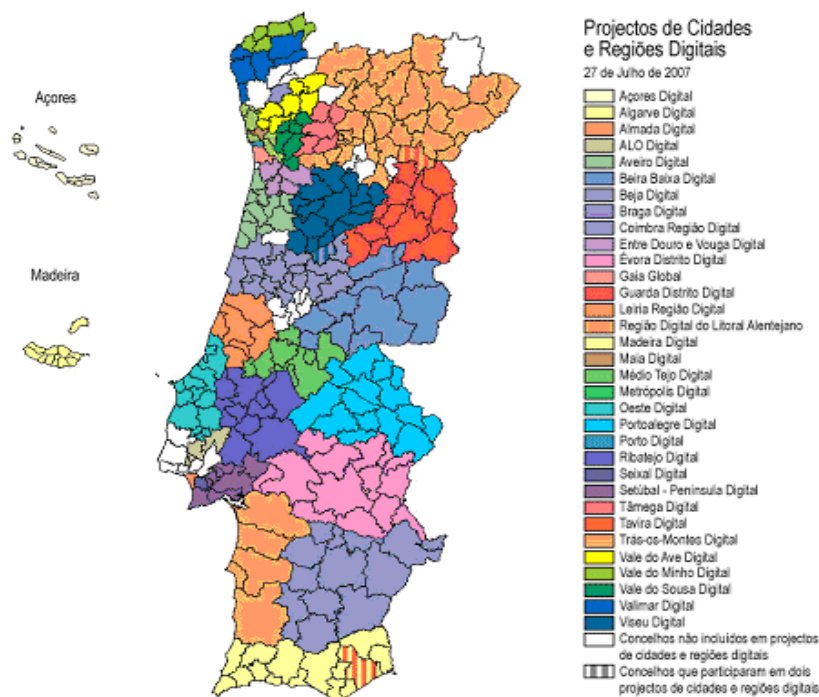 Projectos de Cidades
e Regiões Digitais
27 de Julho de 2007
Açores
Madeira
Açores Digital
Algarve Digital
Almada Digital
ALO Digital
Aveiro Digital
Beira Baixa Digital
Beja Digital
Braga Digital
Coimbra Região Digital
Entre Douro e Vouga Digital
Évora Distrito Digital
Gaia Global
Guarda Distrito Digital
Leiria Região Digital
Região Digital do Litoral Alentejano
Madeira Digital
Maia Digital
Médio Tejo Digital
Metrópolis Digital
Oeste Digital
Portoalegre Digital
Porto Digital
Ribatejo Digital
Seixal Digital
Setúbal - Península Digital
Tâmega Digital
Tavira Digital
Trás-os-Montes Digital
Vale do Ave Digital
Vale do Minho Digital
Vale do Sousa Digital
Valimar Digital
Viseu Digital
Concelhos não incluídos em projectos
de cidades e regiões digitais
Concelhos que participaram em dois
projectos de cidades e regiões digitais